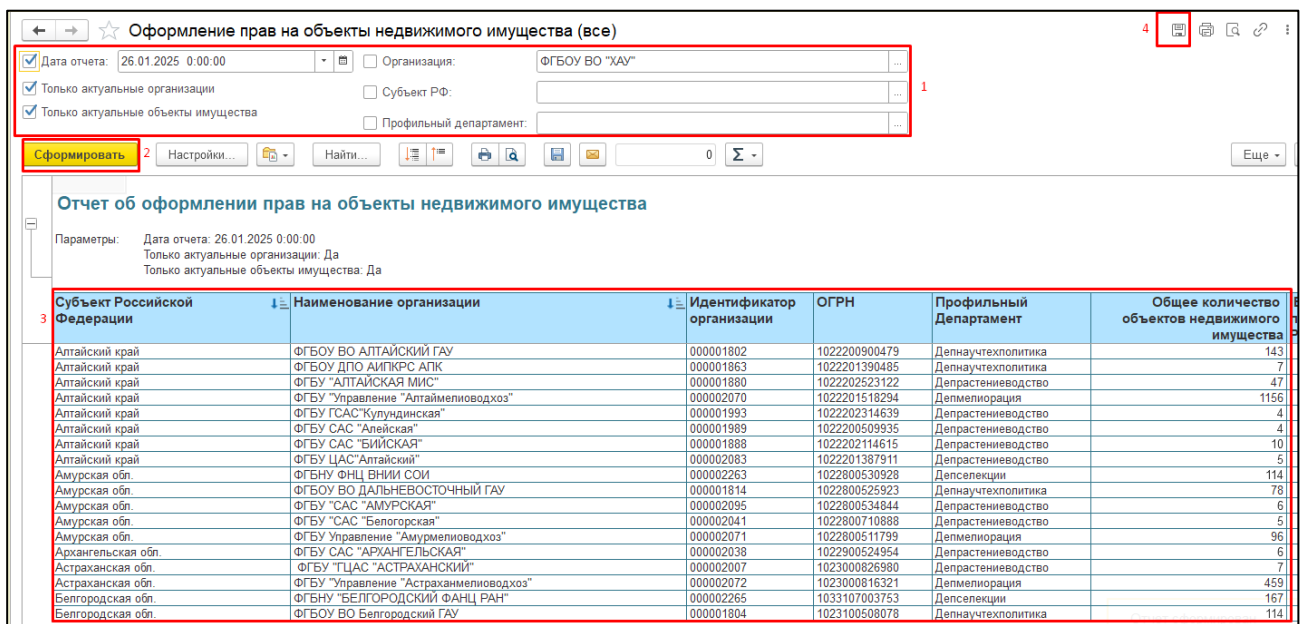 Оформление прав на объекты недвижимого имущества (все) 4
Дата отчета: 26.01.2025 0:00:00 Организация: ФГБОУ ВО "ХАУ" ...
Только актуальные организации Субъект РФ: ... 1
Только актуальные объекты имущества Профильный департамент: ...
Сформировать 2 Настройки... Найти... 0 Σ Еще
Отчет об оформлении прав на объекты недвижимого имущества
Параметры: Дата отчета: 26.01.2025 0:00:00
Только актуальные организации: Да
Только актуальные объекты имущества: Да
Субъект Российской Наименование организации Идентификатор ОГРН Профильный Общее количество
3 Федерации организации Департамент объектов недвижимого
имущества
Алтайский край ФГБОУ ВО АЛТАЙСКИЙ ГАУ 000001802 1022200900479 Депнаучтехполитика 143
Алтайский край ФГБОУ ДПО АИПКРС АПК 000001863 1022201390485 Депнаучтехполитика 7
Алтайский край ФГБУ "АЛТАЙСКАЯ МИС" 000001880 1022202523122 Депрастениеводство 47
Алтайский край ФГБУ "Управление "Алтаймелиоводхоз" 000002070 1022201518294 Депмелиорация 1156
Алтайский край ФГБУ ГСАС"Кулундинская" 000001993 1022202314639 Депрастениеводство 4
Алтайский край ФГБУ САС "Алейская" 000001989 1022200509935 Депрастениеводство 4
Алтайский край ФГБУ САС "БИЙСКАЯ" 000001888 1022202114615 Депрастениеводство 10
Алтайский край ФГБУ ЦАС"Алтайский" 000002083 1022201387911 Депрастениеводство 5
Амурская обл. ФГБНУ ФНЦ ВНИИ СОИ 000002263 1022800530928 Депселекции 114
Амурская обл. ФГБОУ ВО ДАЛЬНЕВОСТОЧНЫЙ ГАУ 000001814 1022800525923 Депнаучтехполитика 78
Амурская обл. ФГБУ "САС "АМУРСКАЯ" 000002095 1022800534844 Депрастениеводство 6
Амурская обл. ФГБУ "САС "Белогорская" 000002041 1022800710888 Депрастениеводство 5
Амурская обл. ФГБУ Управление "Амурмелиоводхоз" 000002071 1022800511799 Депмелиорация 96
Архангельская обл. ФГБУ САС "АРХАНГЕЛЬСКАЯ" 000002038 1022900524954 Депрастениеводство 6
Астраханская обл. ФГБУ "ГЦАС "АСТРАХАНСКИЙ" 000002007 1023000826980 Депрастениеводство 7
Астраханская обл. ФГБУ "Управление "Астраханмелиоводхоз" 000002072 1023000816321 Депмелиорация 459
Белгородская обл. ФГБНУ "БЕЛГОРОДСКИЙ ФАНЦ РАН" 000002265 1033107003753 Депселекции 167
Белгородская обл. ФГБОУ ВО Белгородский ГАУ 000001804 1023100508078 Депнаучтехполитика 114